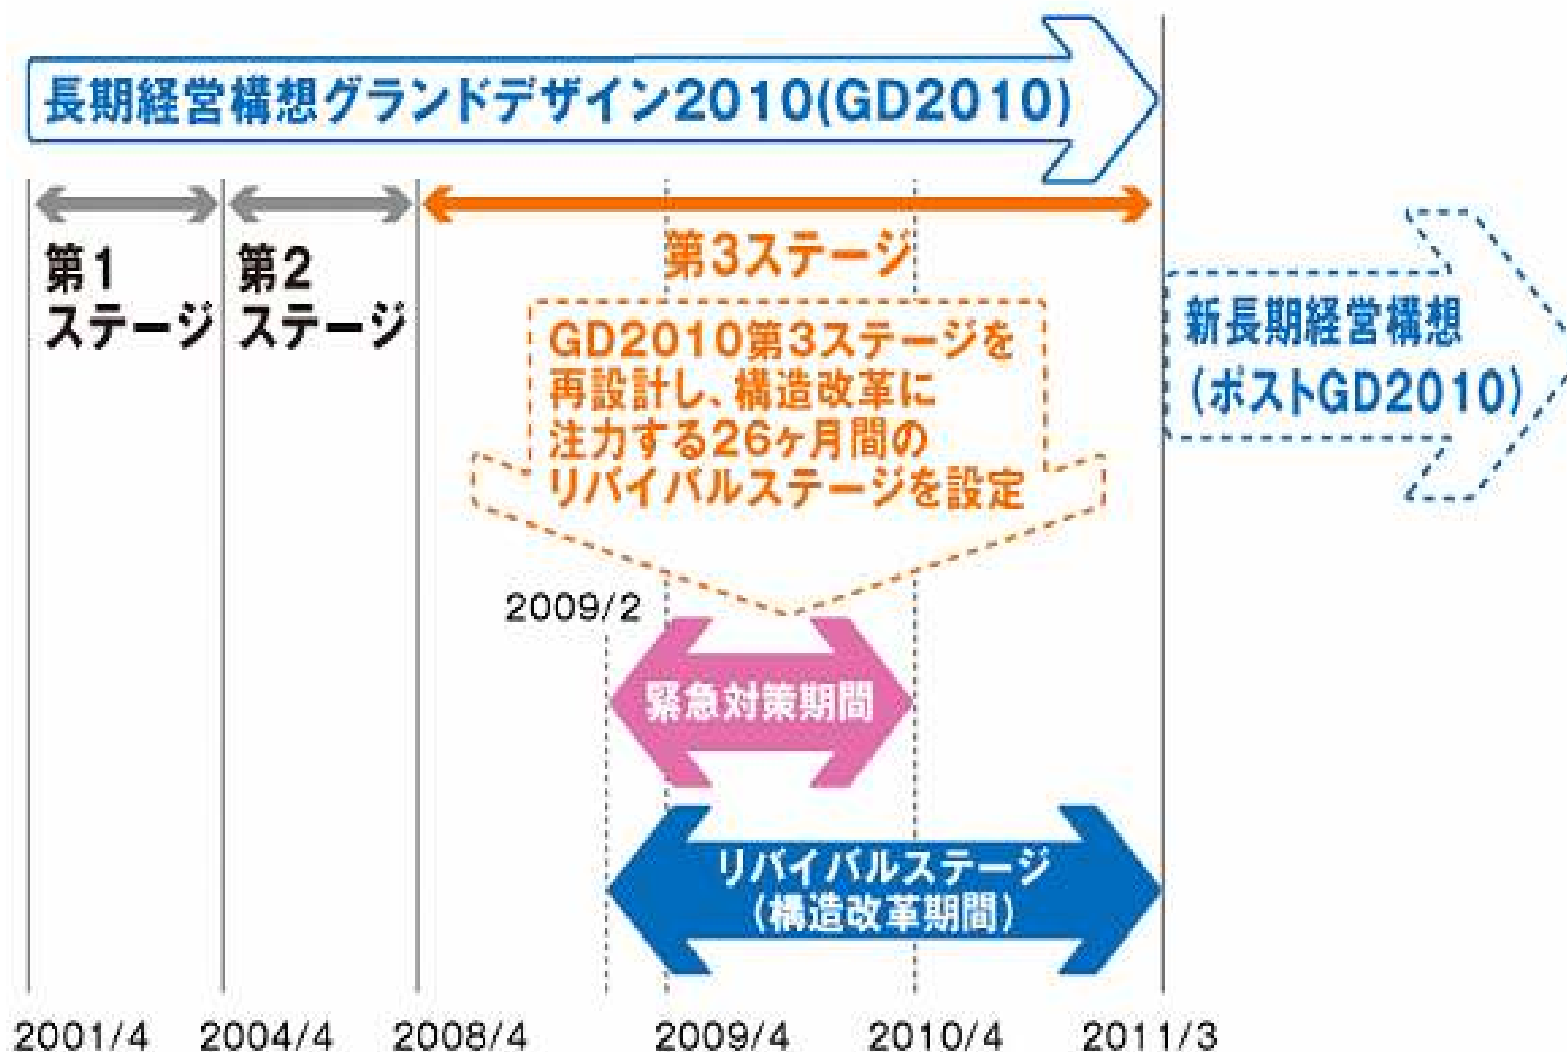 長期経営構想グランドデザイン2010(GD2010)
第1
ステージ
第2
ステージ
第3ステージ
GD2010第3ステージを
再設計し、構造改革に
注力する26ヶ月間の
リバイバルステージを設定
新長期経営構想
(ポストGD2010)
2009/2
緊急対策期間
リバイバルステージ
(構造改革期間)
2001/4 2004/4 2008/4 2009/4 2010/4 2011/3